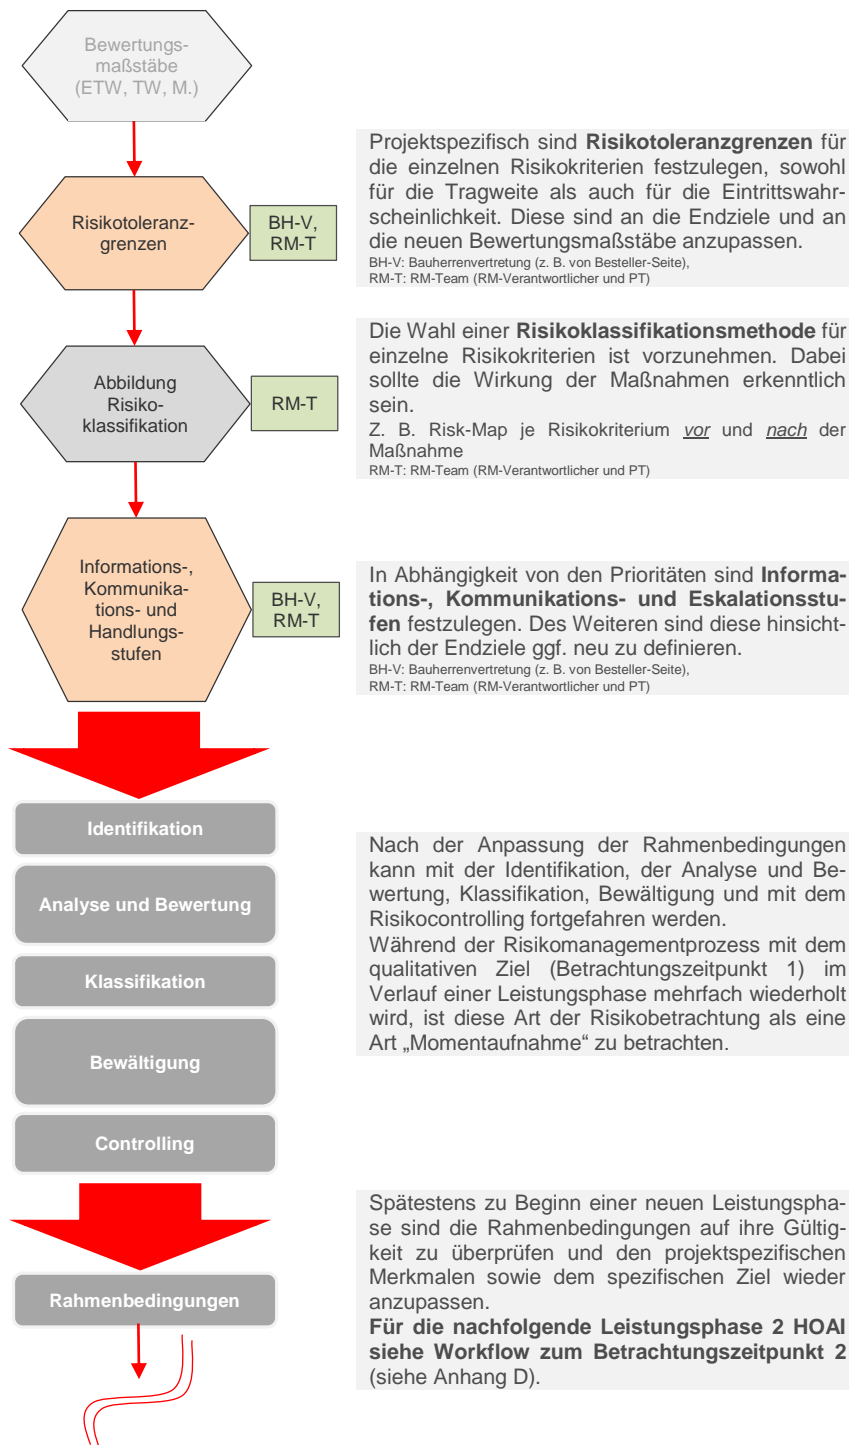 Bewertungs-
maßstäbe
(ETW, TW, M.)
Risikotoleranz-
grenzen
BH-V,
RM-T
Projektspezifisch sind Risikotoleranzgrenzen für
die einzelnen Risikokriterien festzulegen, sowohl
für die Tragweite als auch für die Eintrittswahr-
scheinlichkeit. Diese sind an die Endziele und an
die neuen Bewertungsmaßstäbe anzupassen.
BH-V: Bauherrenvertretung (z. B. von Besteller-Seite),
RM-T: RM-Team (RM-Verantwortlicher und PT)
Abbildung
Risiko-
klassifikation
RM-T
Die Wahl einer Risikoklassifikationsmethode für
einzelne Risikokriterien ist vorzunehmen. Dabei
sollte die Wirkung der Maßnahmen erkenntlich
sein.
Z. B. Risk-Map je Risikokriterium vor und nach der
Maßnahme
RM-T: RM-Team (RM-Verantwortlicher und PT)
Informations-,
Kommunika-
tions- und
Handlungs-
stufen
BH-V,
RM-T
In Abhängigkeit von den Prioritäten sind Informa-
tions-, Kommunikations- und Eskalationsstu-
fen festzulegen. Des Weiteren sind diese hinsicht-
lich der Endziele ggf. neu zu definieren.
BH-V: Bauherrenvertretung (z. B. von Besteller-Seite),
RM-T: RM-Team (RM-Verantwortlicher und PT)
Identifikation
Analyse und Bewertung
Klassifikation
Bewältigung
Controlling
Nach der Anpassung der Rahmenbedingungen
kann mit der Identifikation, der Analyse und Be-
wertung, Klassifikation, Bewältigung und mit dem
Risikocontrolling fortgefahren werden.
Während der Risikomanagementprozess mit dem
qualitativen Ziel (Betrachtungszeitpunkt 1) im
Verlauf einer Leistungsphase mehrfach wiederholt
wird, ist diese Art der Risikobetrachtung als eine
Art „Momentaufnahme“ zu betrachten.
Rahmenbedingungen
Spätestens zu Beginn einer neuen Leistungspha-
se sind die Rahmenbedingungen auf ihre Gültig-
keit zu überprüfen und den projektspezifischen
Merkmalen sowie dem spezifischen Ziel wieder
anzupassen.
Für die nachfolgende Leistungsphase 2 HOAI
siehe Workflow zum Betrachtungszeitpunkt 2
(siehe Anhang D).